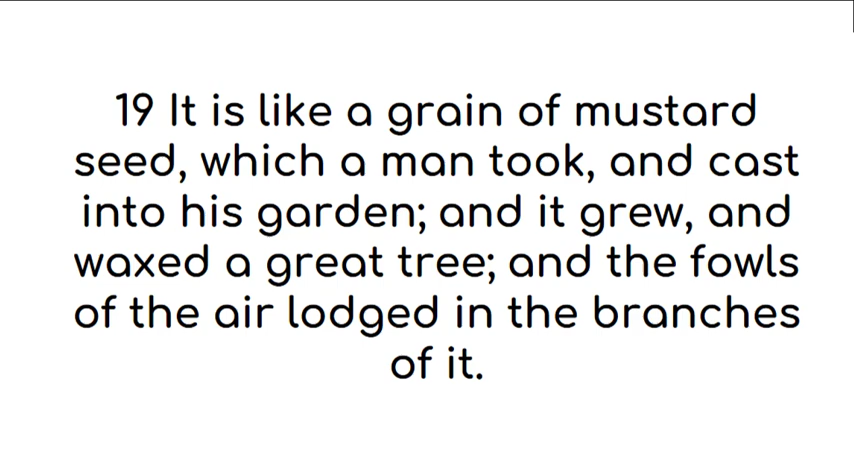 19 It is like a grain of mustard
seed, which a man took, and cast
into his garden; and it grew, and
waxed a great tree; and the fowls
of the air lodged in the branches
of it.